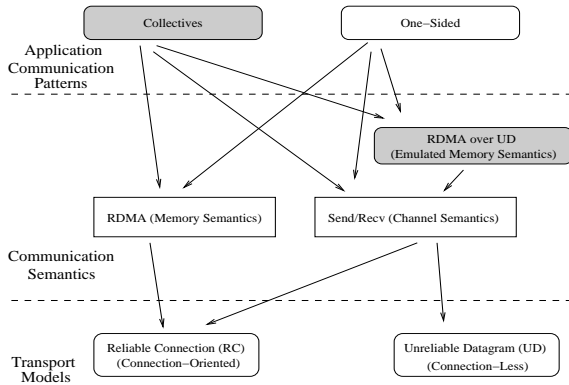 Collectives
One−Sided
Application
Communication
Patterns
RDMA over UD
(Emulated Memory Semantics)
RDMA (Memory Semantics)
Send/Recv (Channel Semantics)
Communication
Semantics
Reliable Connection (RC)
(Connection−Oriented)
Unreliable Datagram (UD)
(Connection−Less)
Transport
Models